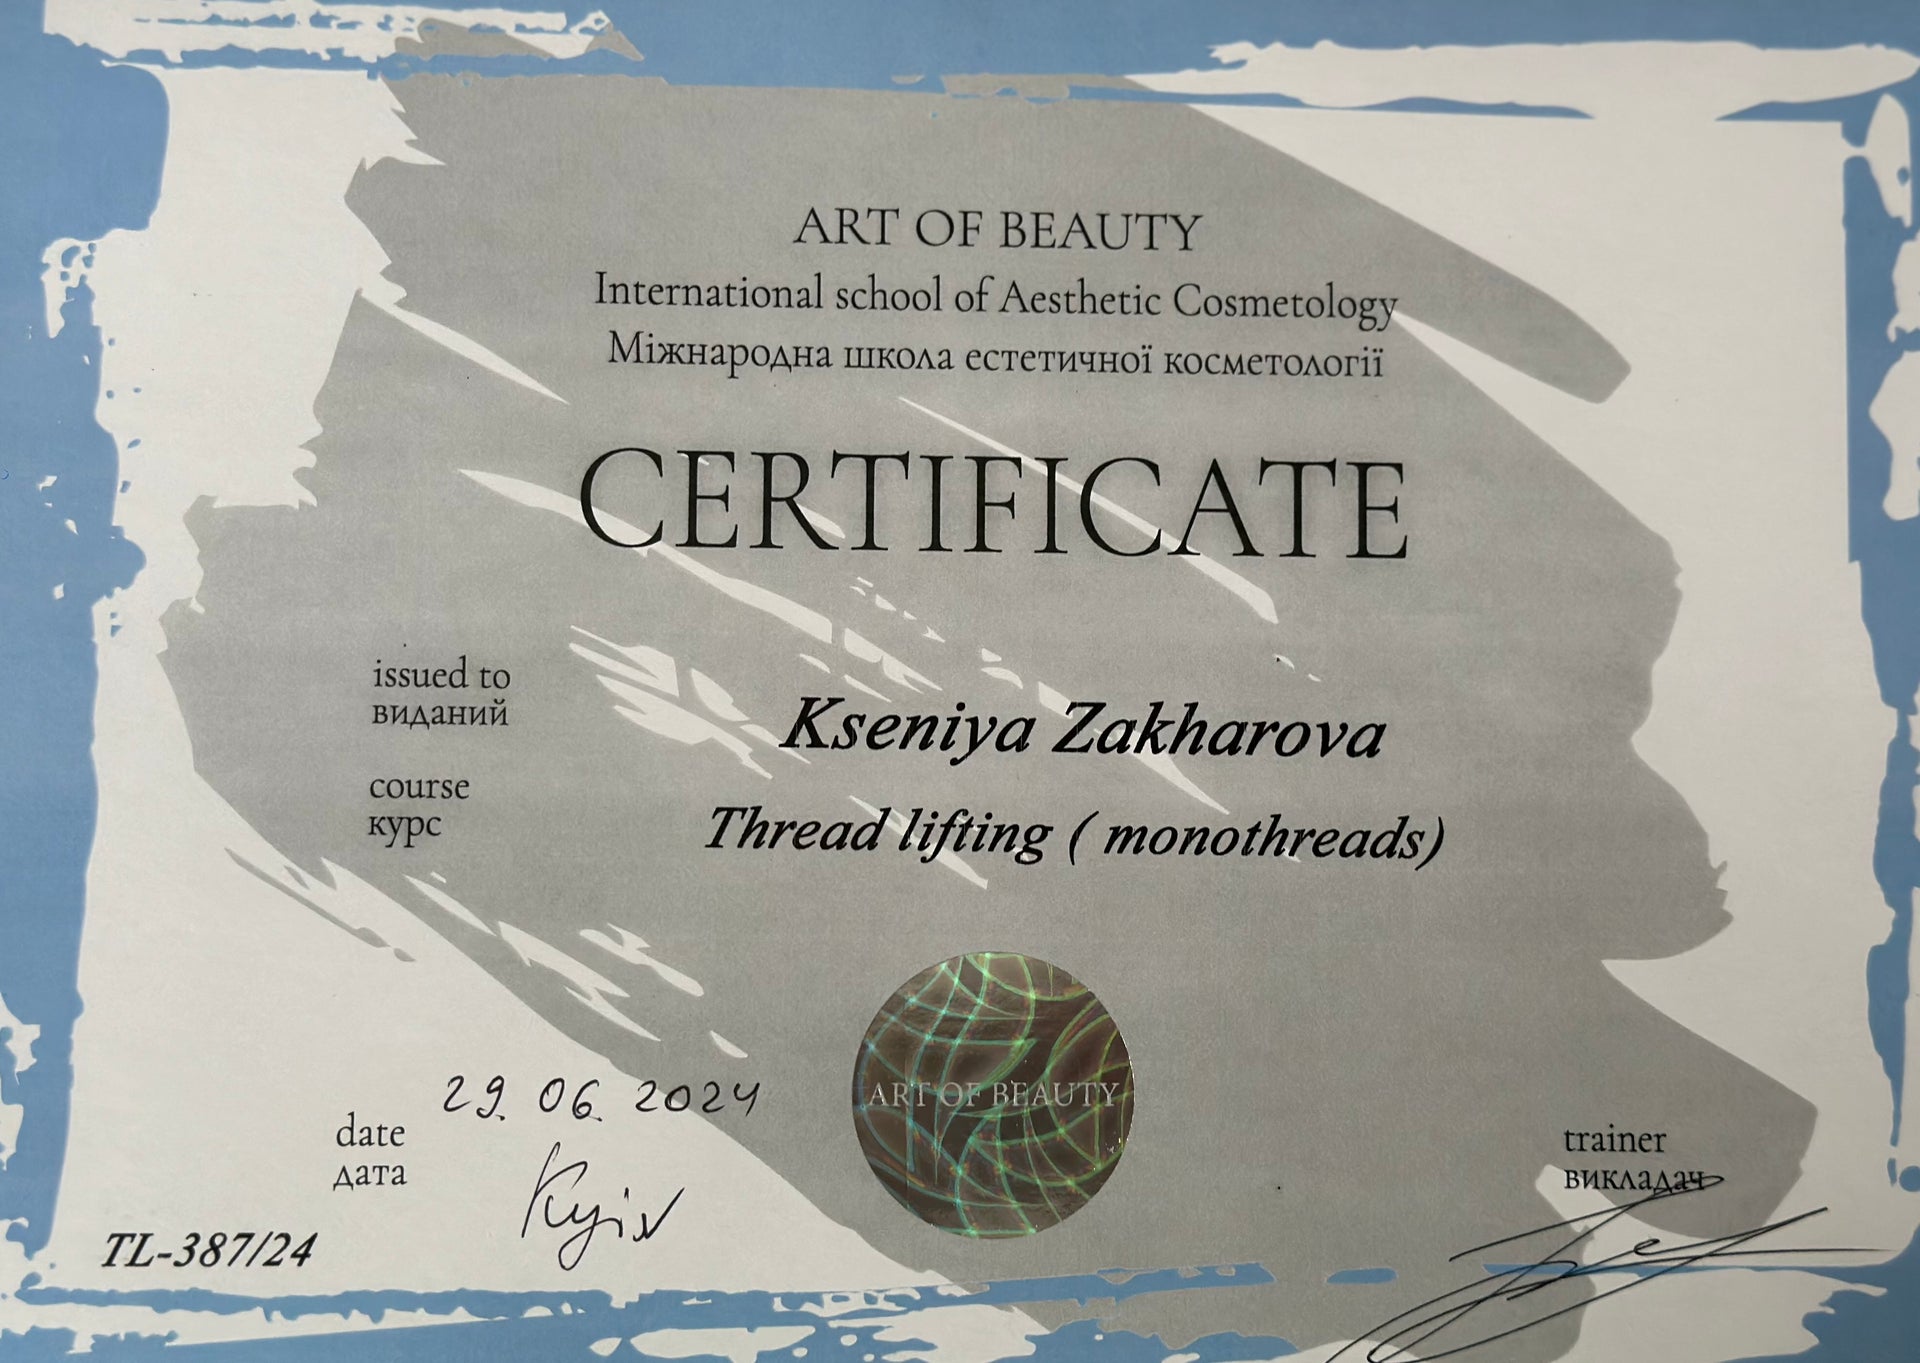 ART OF BEAUTY
International school of Aesthetic Cosmetology
Міжнародна школа естетичної косметології
CERTIFICATE
issued to
виданий
Kseniya Zakharova
course
курс
Thread lifting ( monothreads)
29. 06. 2024
date
дата
Kyiv
TL-387/24
ART OF BEAUTY
trainer
викладач